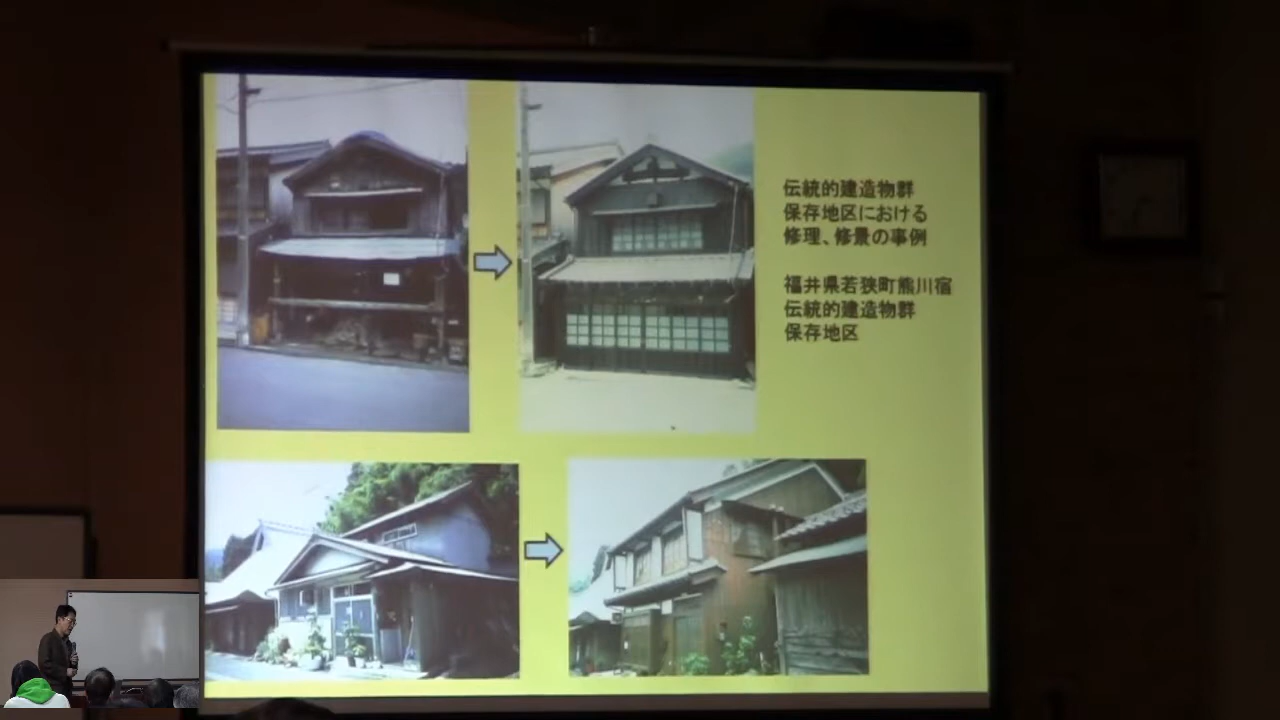 伝統的建造物群
保存地区における
修理、修景の事例
福井県若狭町熊川宿
伝統的建造物群
保存地区